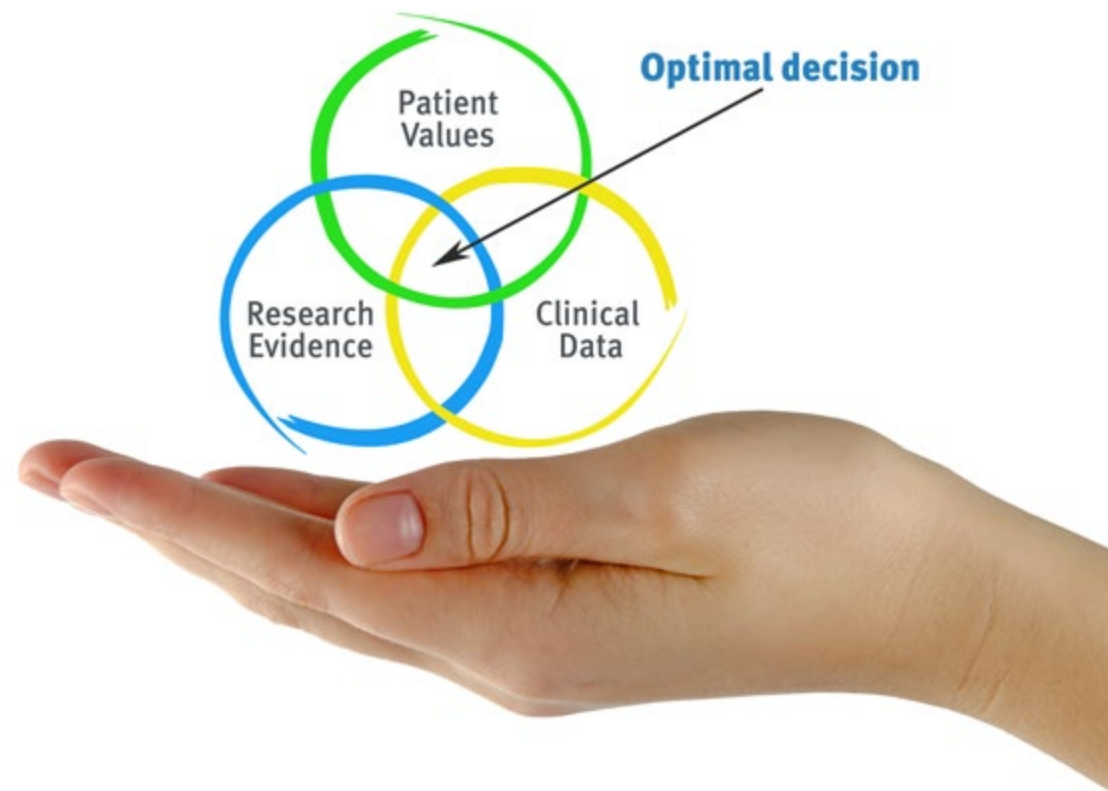 Optimal decision
Patient
Values
Research
Evidence
Clinical
Data